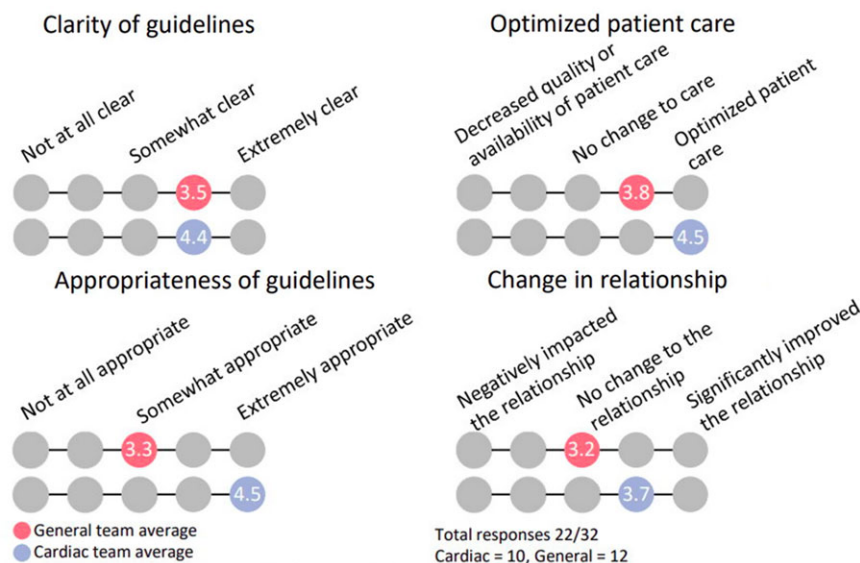 Clarity of guidelines
Not at all clear
Somewhat clear
Extremely clear
3.5
4.4
Optimized patient care
Decreased quality or
availability of patient care
No change to care
Optimized patient
care
3.8
4.5
Appropriateness of guidelines
Not at all appropriate
Somewhat appropriate
Extremely appropriate
3.3
4.5
General team average
Cardiac team average
Change in relationship
Negatively impacted
the relationship
No change to the
relationship
Significantly improved
the relationship
3.2
3.7
Total responses 22/32
Cardiac = 10, General = 12